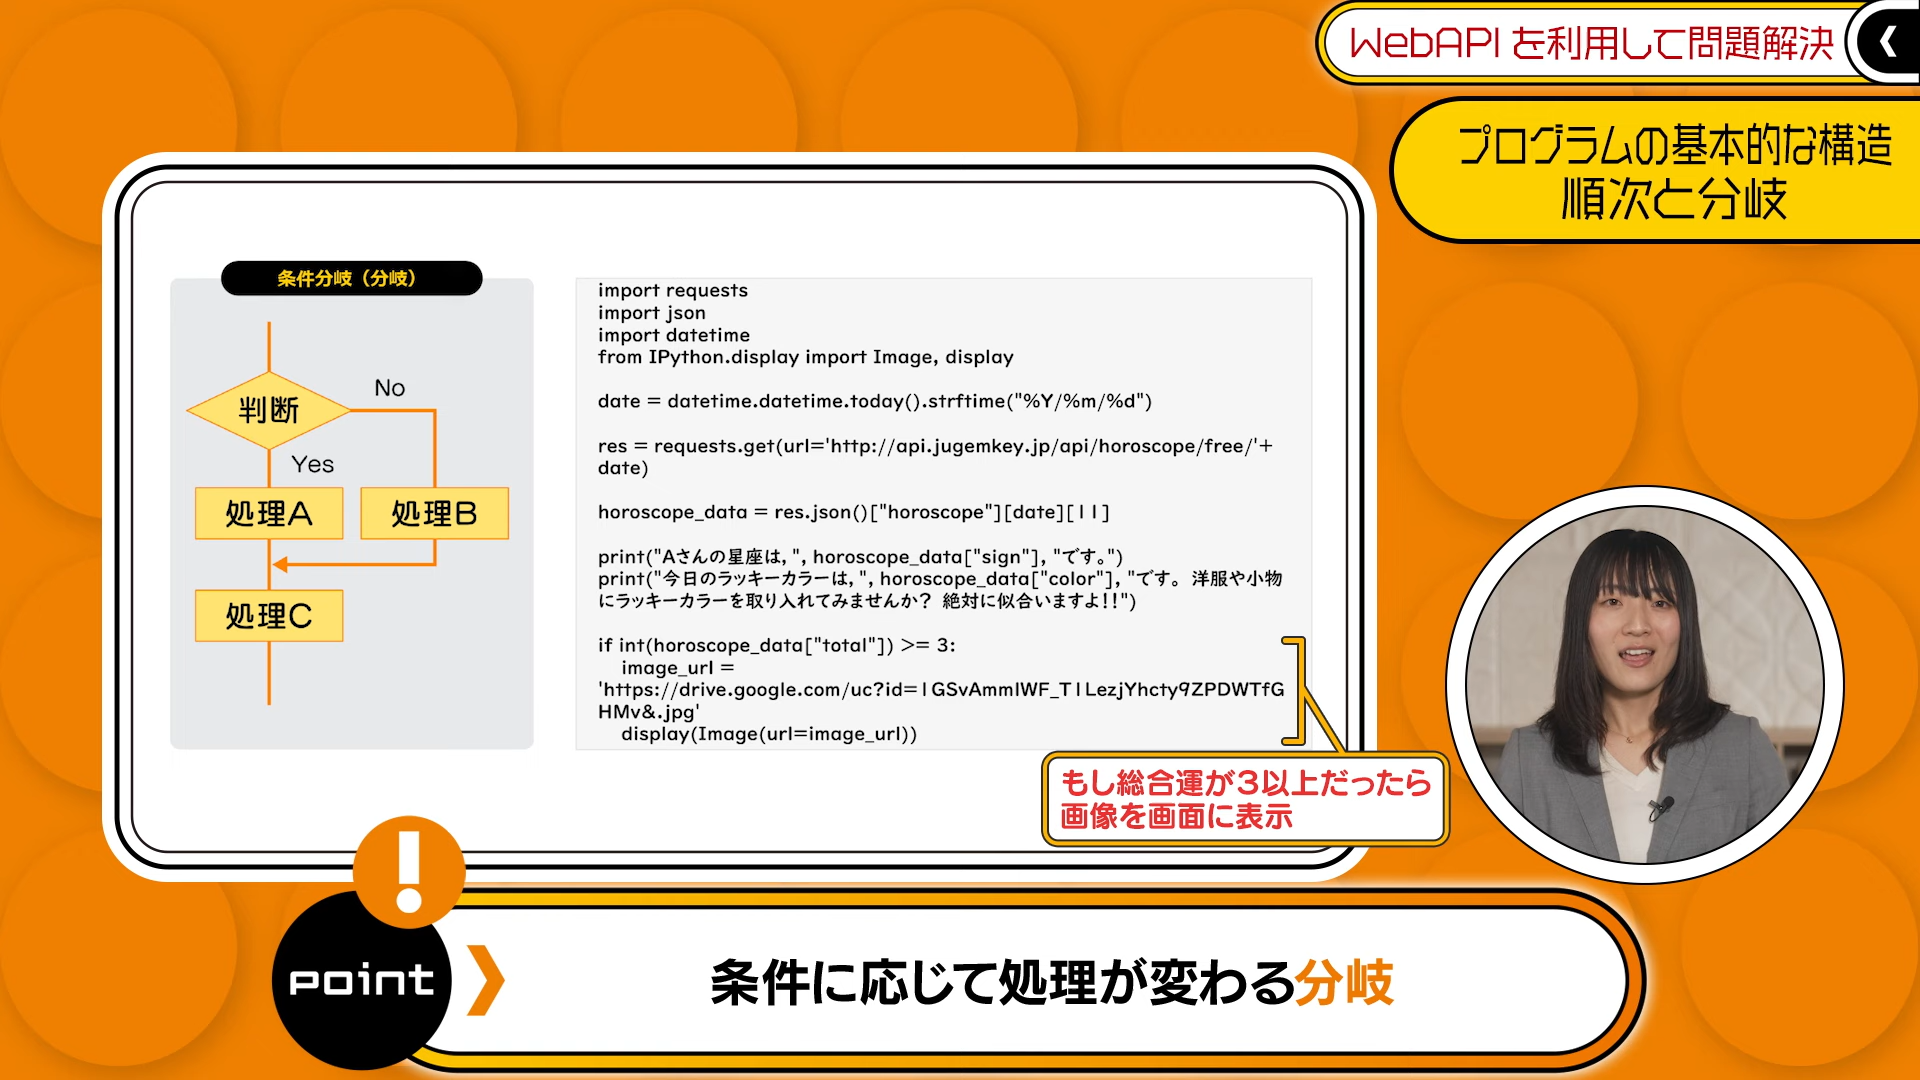 WebAPIを利用して問題解決
プログラムの基本的な構造
順次と分岐
条件分岐（分岐）
判断
No
Yes
処理A
処理B
処理C
import requests
import json
import datetime
from IPython.display import Image, display
date = datetime.datetime.today().strftime("%Y/%m/%d")
res = requests.get(url='http://api.jugemkey.jp/api/horoscope/free/'+
date)
horoscope_data = res.json()["horoscope"][date][11]
print("Aさんの星座は，", horoscope_data["sign"], "です。")
print("今日のラッキーカラーは，", horoscope_data["color"], "です。 洋服や小物
にラッキーカラーを取り入れてみませんか？ 絶対に似合いますよ！！")
if int(horoscope_data["total"]) >= 3:
image_url =
'https://drive.google.com/uc?id=1GSvAmmlWF_T1LezjYhcty9ZPDWTfG
HMv&.jpg'
display(Image(url=image_url))
もし総合運が3以上だったら
画像を画面に表示
point
条件に応じて処理が変わる分岐